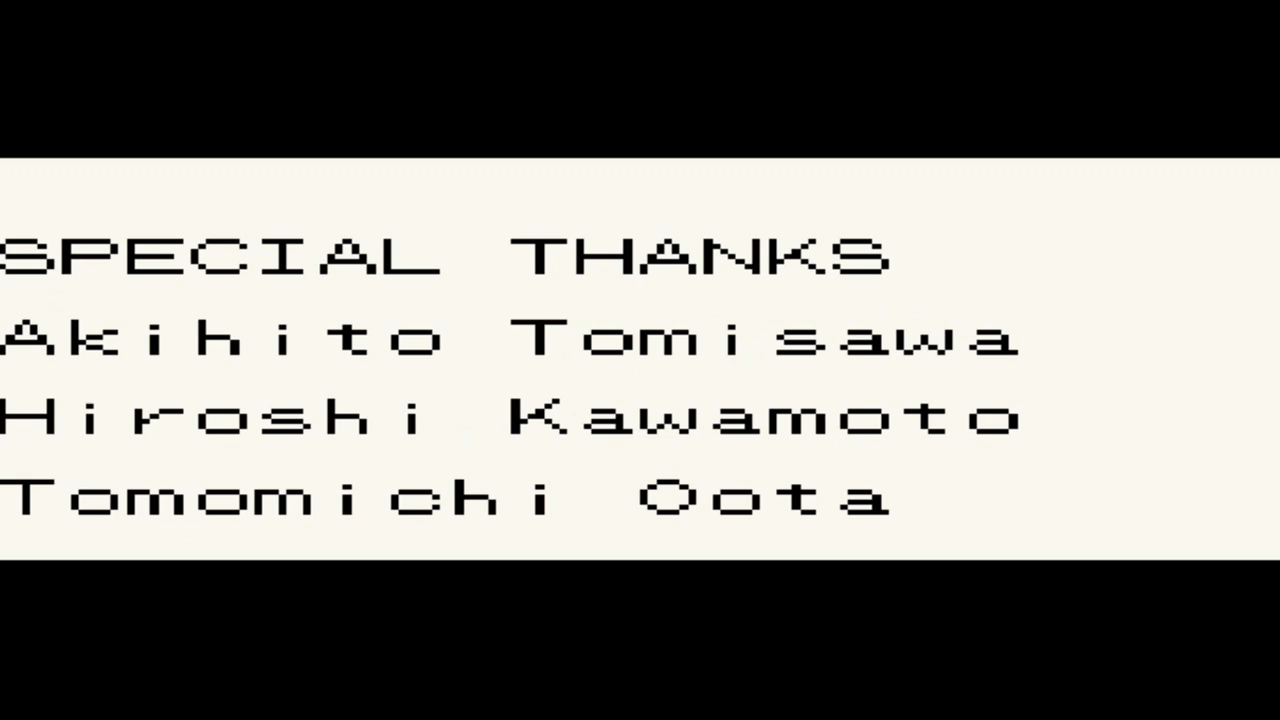 SPECIAL THANKS
Akihito Tomisawa
Hiroshi Kawamoto
Tomomichi Oota